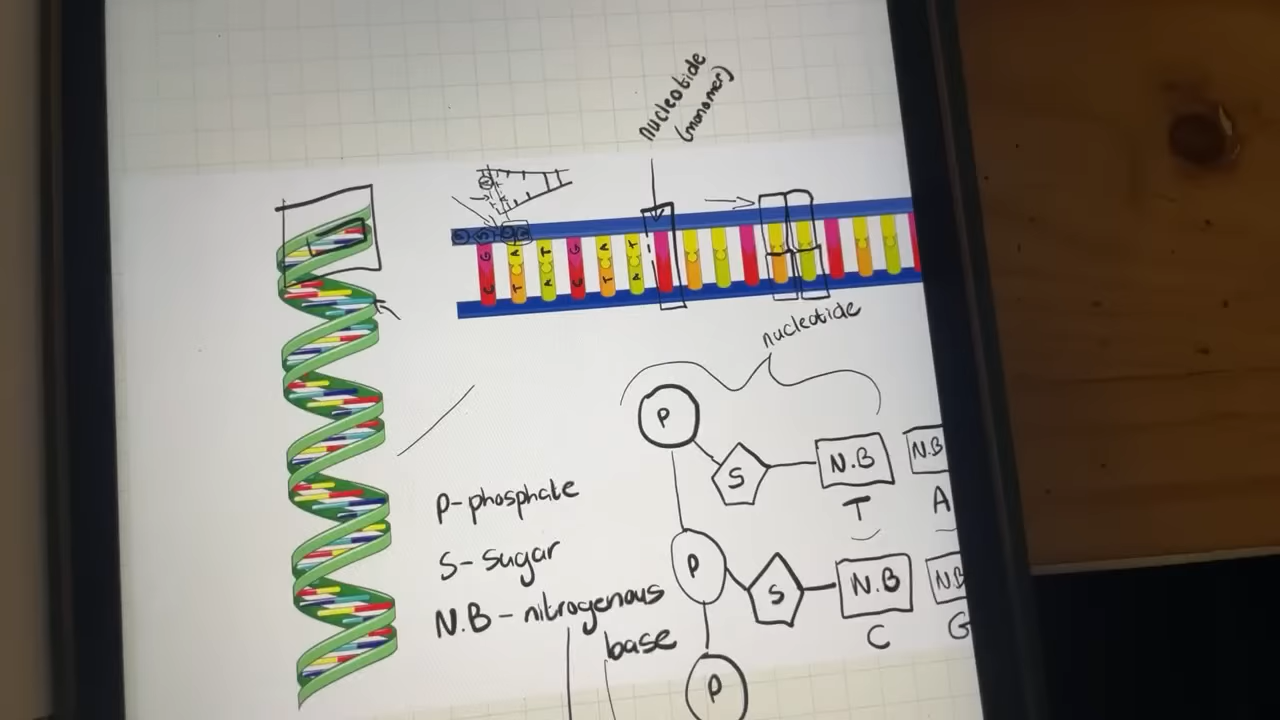 nucleotide
(monomer)
G A T G A T
C T A C T A
nucleotide
P
S
N.B
N.B
T
A
P-phosphate
S-sugar
N.B-nitrogenous
base
P
S
N.B
N.B
C
G
P